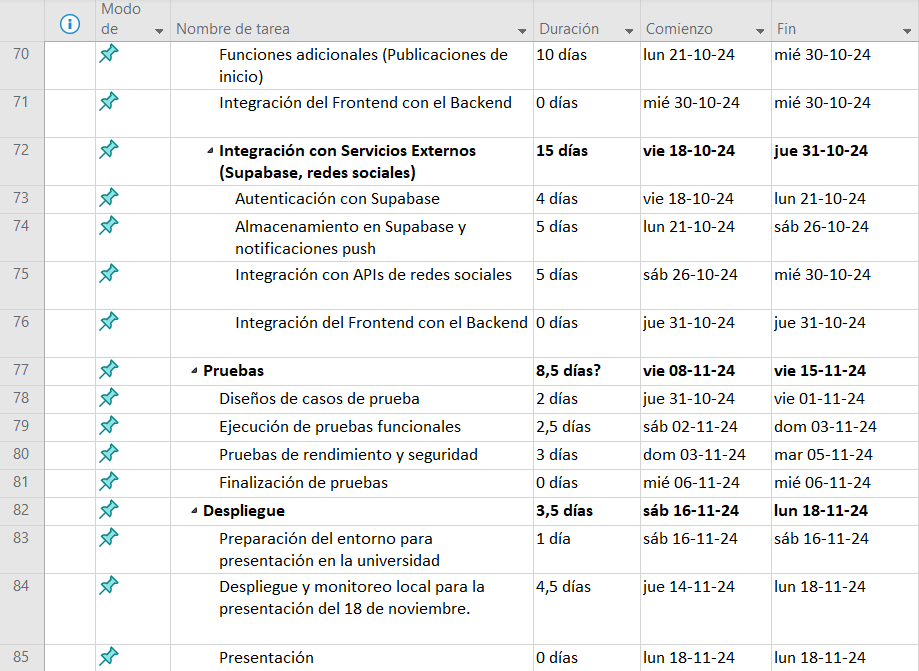 Modo de Nombre de tarea Duración Comienzo Fin
70 Funciones adicionales (Publicaciones de inicio) 10 días lun 21-10-24 mié 30-10-24
71 Integración del Frontend con el Backend 0 días mié 30-10-24 mié 30-10-24
72 Integración con Servicios Externos (Supabase, redes sociales) 15 días vie 18-10-24 jue 31-10-24
73 Autenticación con Supabase 4 días vie 18-10-24 lun 21-10-24
74 Almacenamiento en Supabase y notificaciones push 5 días lun 21-10-24 sáb 26-10-24
75 Integración con APIs de redes sociales 5 días sáb 26-10-24 mié 30-10-24
76 Integración del Frontend con el Backend 0 días jue 31-10-24 jue 31-10-24
77 Pruebas 8,5 días? vie 08-11-24 vie 15-11-24
78 Diseños de casos de prueba 2 días jue 31-10-24 vie 01-11-24
79 Ejecución de pruebas funcionales 2,5 días sáb 02-11-24 dom 03-11-24
80 Pruebas de rendimiento y seguridad 3 días dom 03-11-24 mar 05-11-24
81 Finalización de pruebas 0 días mié 06-11-24 mié 06-11-24
82 Despliegue 3,5 días sáb 16-11-24 lun 18-11-24
83 Preparación del entorno para presentación en la universidad 1 día sáb 16-11-24 sáb 16-11-24
84 Despliegue y monitoreo local para la presentación del 18 de noviembre. 4,5 días jue 14-11-24 lun 18-11-24
85 Presentación 0 días lun 18-11-24 lun 18-11-24